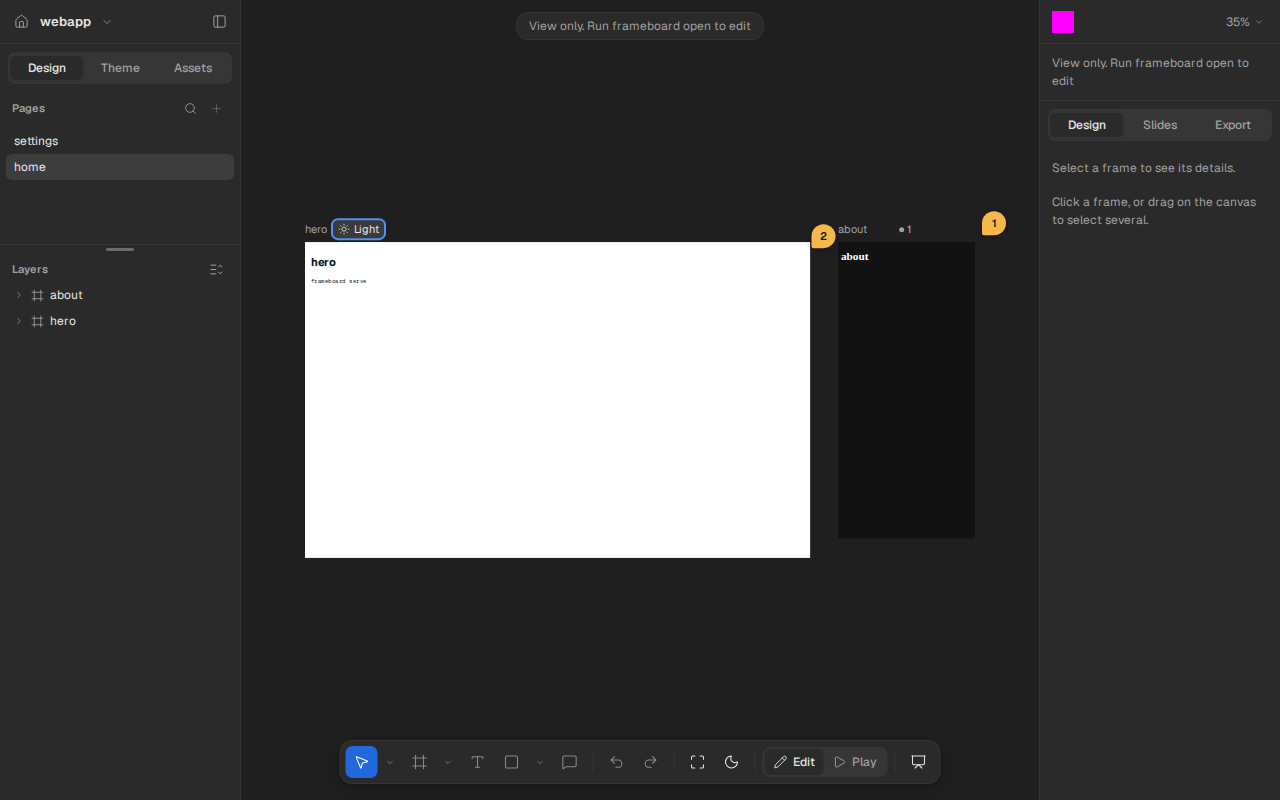 webapp
Design Theme Assets
Pages
settings
home
Layers
about
hero
View only. Run frameboard open to edit
hero Light
2
about 1
1
hero
frameboard serve
about
Edit Play
35%
View only. Run frameboard open to
edit
Design Slides Export
Select a frame to see its details.
Click a frame, or drag on the canvas
to select several.